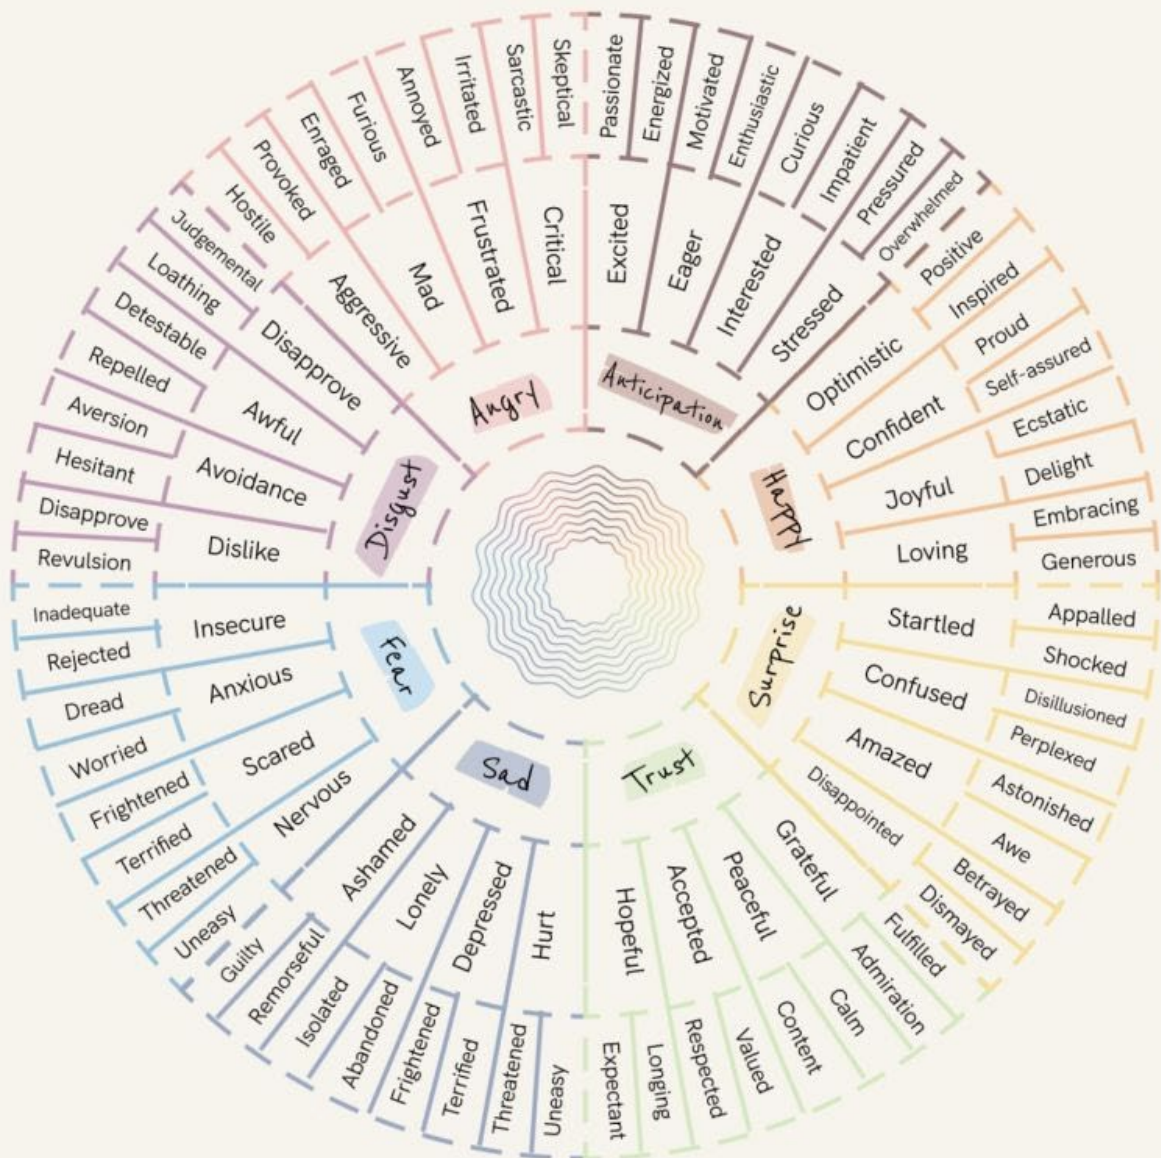 Angry
Critical
Skeptical
Sarcastic
Frustrated
Irritated
Annoyed
Mad
Furious
Enraged
Aggressive
Provoked
Hostile
Anticipation
Excited
Passionate
Energized
Eager
Motivated
Enthusiastic
Interested
Curious
Impatient
Stressed
Pressured
Overwhelmed
Happy
Optimistic
Positive
Inspired
Confident
Proud
Self-assured
Joyful
Ecstatic
Delight
Loving
Embracing
Generous
Surprise
Startled
Appalled
Shocked
Confused
Disillusioned
Perplexed
Amazed
Astonished
Awe
Disappointed
Betrayed
Dismayed
Trust
Grateful
Fulfilled
Admiration
Peaceful
Calm
Content
Accepted
Valued
Respected
Hopeful
Longing
Expectant
Sad
Hurt
Uneasy
Threatened
Depressed
Terrified
Frightened
Lonely
Abandoned
Isolated
Ashamed
Remorseful
Guilty
Fear
Nervous
Uneasy
Threatened
Scared
Terrified
Frightened
Anxious
Worried
Dread
Insecure
Rejected
Inadequate
Disgust
Dislike
Revulsion
Disapprove
Avoidance
Hesitant
Aversion
Awful
Repelled
Detestable
Disapprove
Loathing
Judgemental